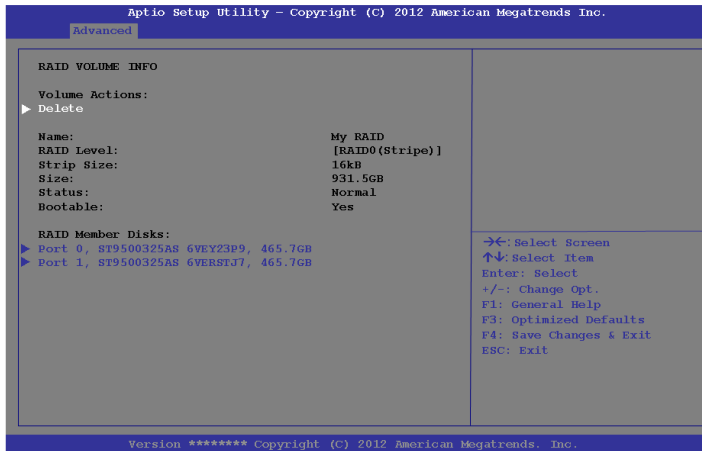 Aptio Setup Utility – Copyright (C) 2012 American Megatrends Inc.
Advanced
RAID VOLUME INFO
Volume Actions:
Delete
Name: My RAID
RAID Level: [RAID0(Stripe)]
Strip Size: 16kB
Size: 931.5GB
Status: Normal
Bootable: Yes
RAID Member Disks:
Port 0, ST9500325AS 6VEY23P9, 465.7GB
Port 1, ST9500325AS 6VERSTJ7, 465.7GB
→←: Select Screen
↑↓: Select Item
Enter: Select
+/-: Change Opt.
F1: General Help
F3: Optimized Defaults
F4: Save Changes & Exit
ESC: Exit
Version ******** Copyright (C) 2012 American Megatrends. Inc.